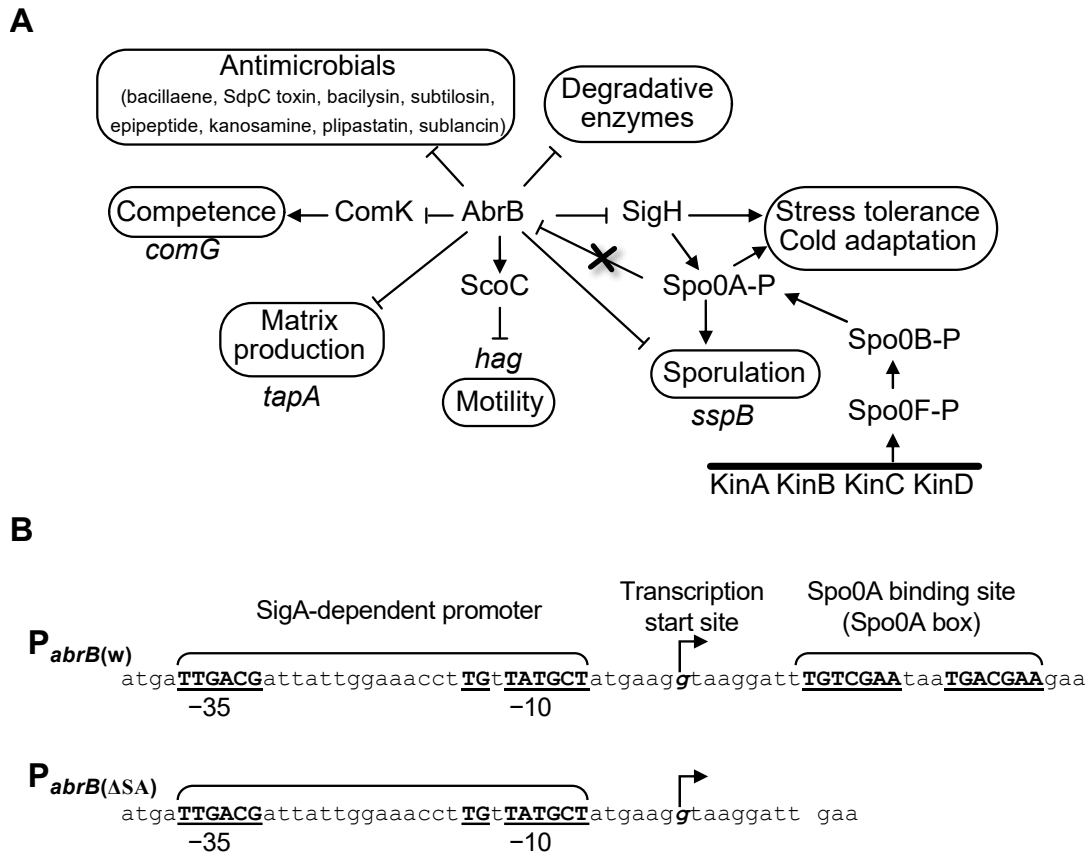 A
Antimicrobials
(bacillaene, SdpC toxin, bacilysin, subtilosin,
epipeptide, kanosamine, plipastatin, sublancin)
Degradative
enzymes
Competence
comG
ComK
AbrB
SigH
Stress tolerance
Cold adaptation
ScoC
Spo0A-P
Matrix
production
tapA
hag
Motility
Sporulation
sspB
Spo0B-P
Spo0F-P
KinA KinB KinC KinD
B
SigA-dependent promoter
Transcription
start site
Spo0A binding site
(Spo0A box)
PabrB(w)
atgaTTGACGattattggaaacctTGtTATGCTatgaaggtaaggattTGTCGAAtaaTGACGAAgaa
−35
−10
PabrB(ΔSA)
atgaTTGACGattattggaaacctTGtTATGCTatgaaggtaaggatt gaa
−35
−10